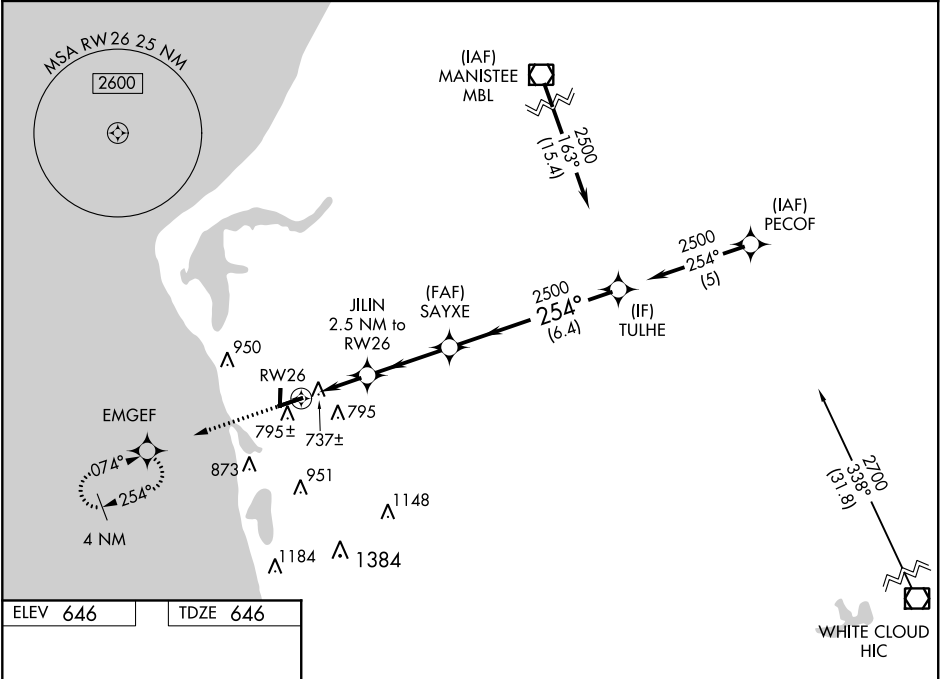 MSA RW26 25 NM
2600
(IAF)
MANISTEE
MBL
2500
163°
(15.4)
(IAF)
PECOF
2500
254°
(5)
(IF)
TULHE
2500
254°
(6.4)
(FAF)
SAYXE
JILIN
2.5 NM to
RW26
RW26
950
795±
737±
795
EMGEF
074°
254°
4 NM
873
951
1148
1184
1384
2700
338°
(31.8)
WHITE CLOUD
HIC
ELEV 646
TDZE 646